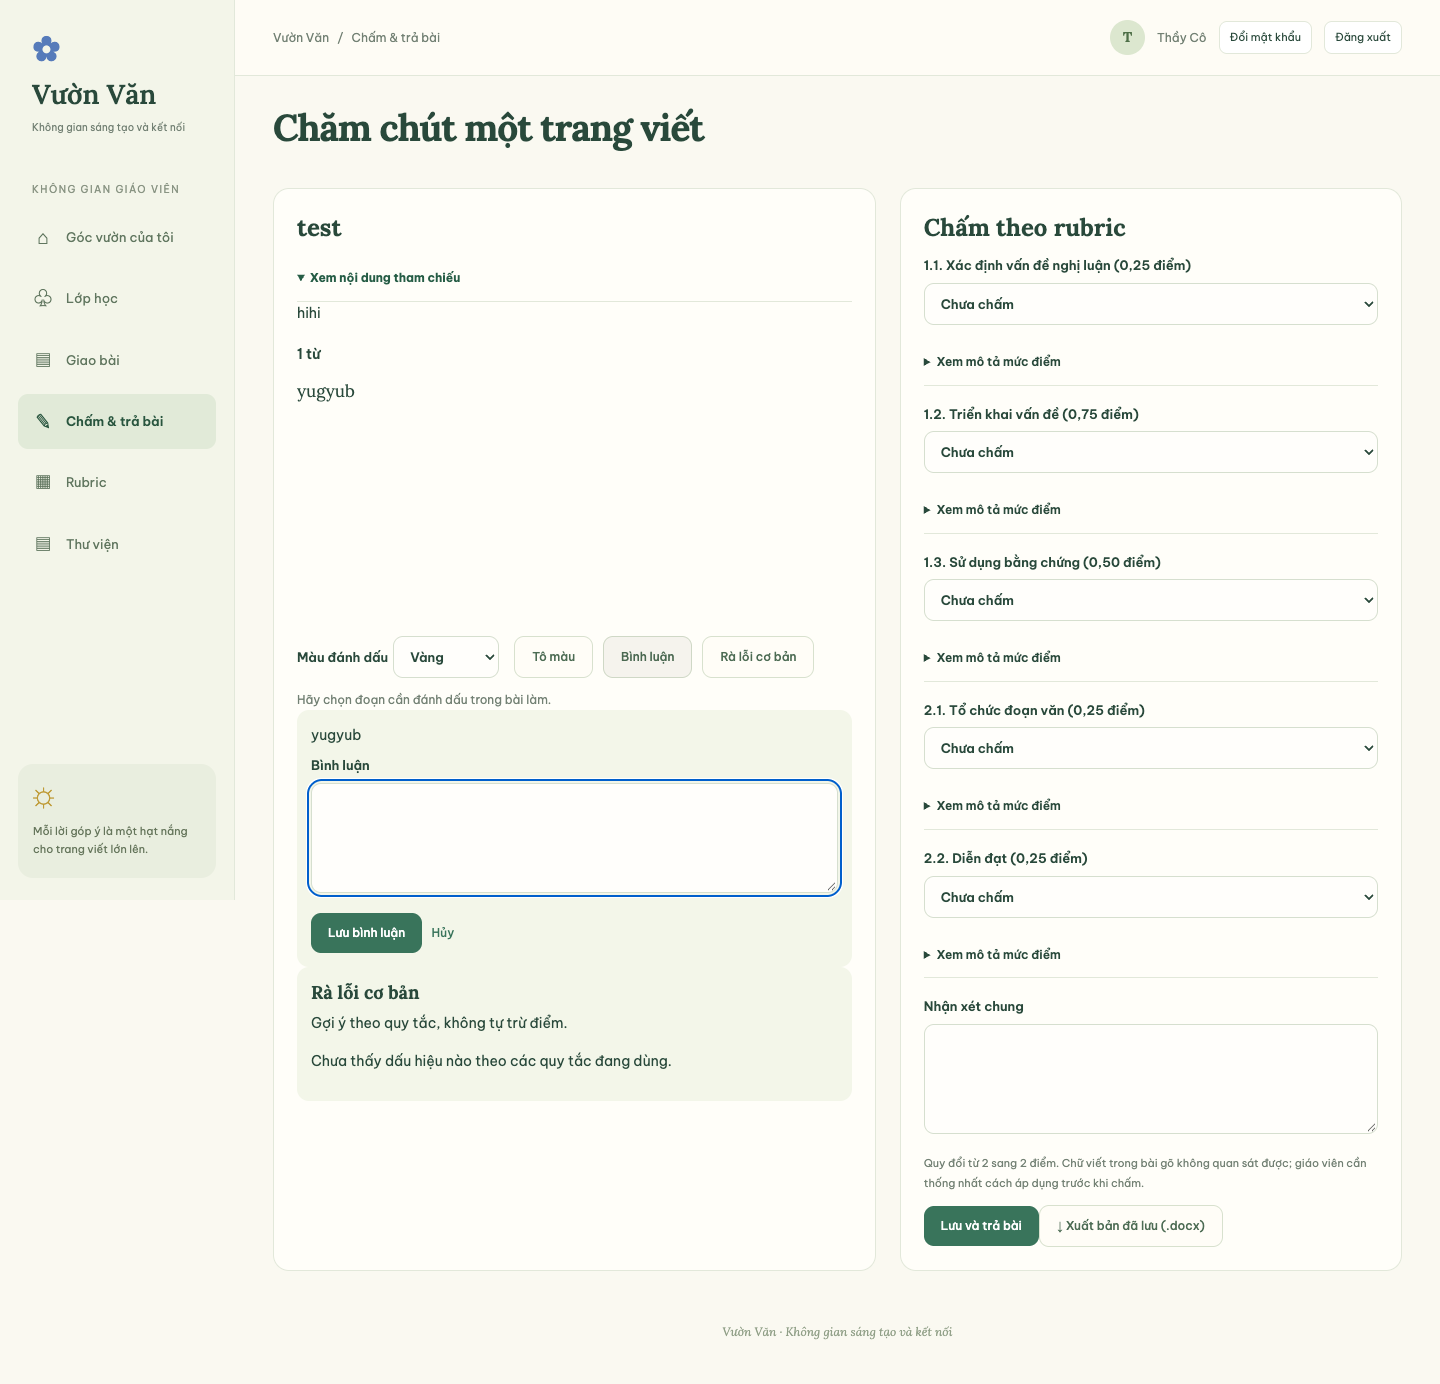 Vườn Văn
Không gian sáng tạo và kết nối
KHÔNG GIAN GIÁO VIÊN
Góc vườn của tôi
Lớp học
Giao bài
Chấm & trả bài
Rubric
Thư viện
Mỗi lời góp ý là một hạt nắng
cho trang viết lớn lên.
Vườn Văn / Chấm & trả bài
T
Thầy Cô
Đổi mật khẩu
Đăng xuất
Chăm chút một trang viết
test
Xem nội dung tham chiếu
hihi
1 từ
yugyub
Màu đánh dấu
Vàng
Tô màu
Bình luận
Rà lỗi cơ bản
Hãy chọn đoạn cần đánh dấu trong bài làm.
yugyub
Bình luận
Lưu bình luận
Hủy
Rà lỗi cơ bản
Gợi ý theo quy tắc, không tự trừ điểm.
Chưa thấy dấu hiệu nào theo các quy tắc đang dùng.
Chấm theo rubric
1.1. Xác định vấn đề nghị luận (0,25 điểm)
Chưa chấm
Xem mô tả mức điểm
1.2. Triển khai vấn đề (0,75 điểm)
Chưa chấm
Xem mô tả mức điểm
1.3. Sử dụng bằng chứng (0,50 điểm)
Chưa chấm
Xem mô tả mức điểm
2.1. Tổ chức đoạn văn (0,25 điểm)
Chưa chấm
Xem mô tả mức điểm
2.2. Diễn đạt (0,25 điểm)
Chưa chấm
Xem mô tả mức điểm
Nhận xét chung
Quy đổi từ 2 sang 2 điểm. Chữ viết trong bài gõ không quan sát được; giáo viên cần
thống nhất cách áp dụng trước khi chấm.
Lưu và trả bài
↓ Xuất bản đã lưu (.docx)
Vườn Văn · Không gian sáng tạo và kết nối